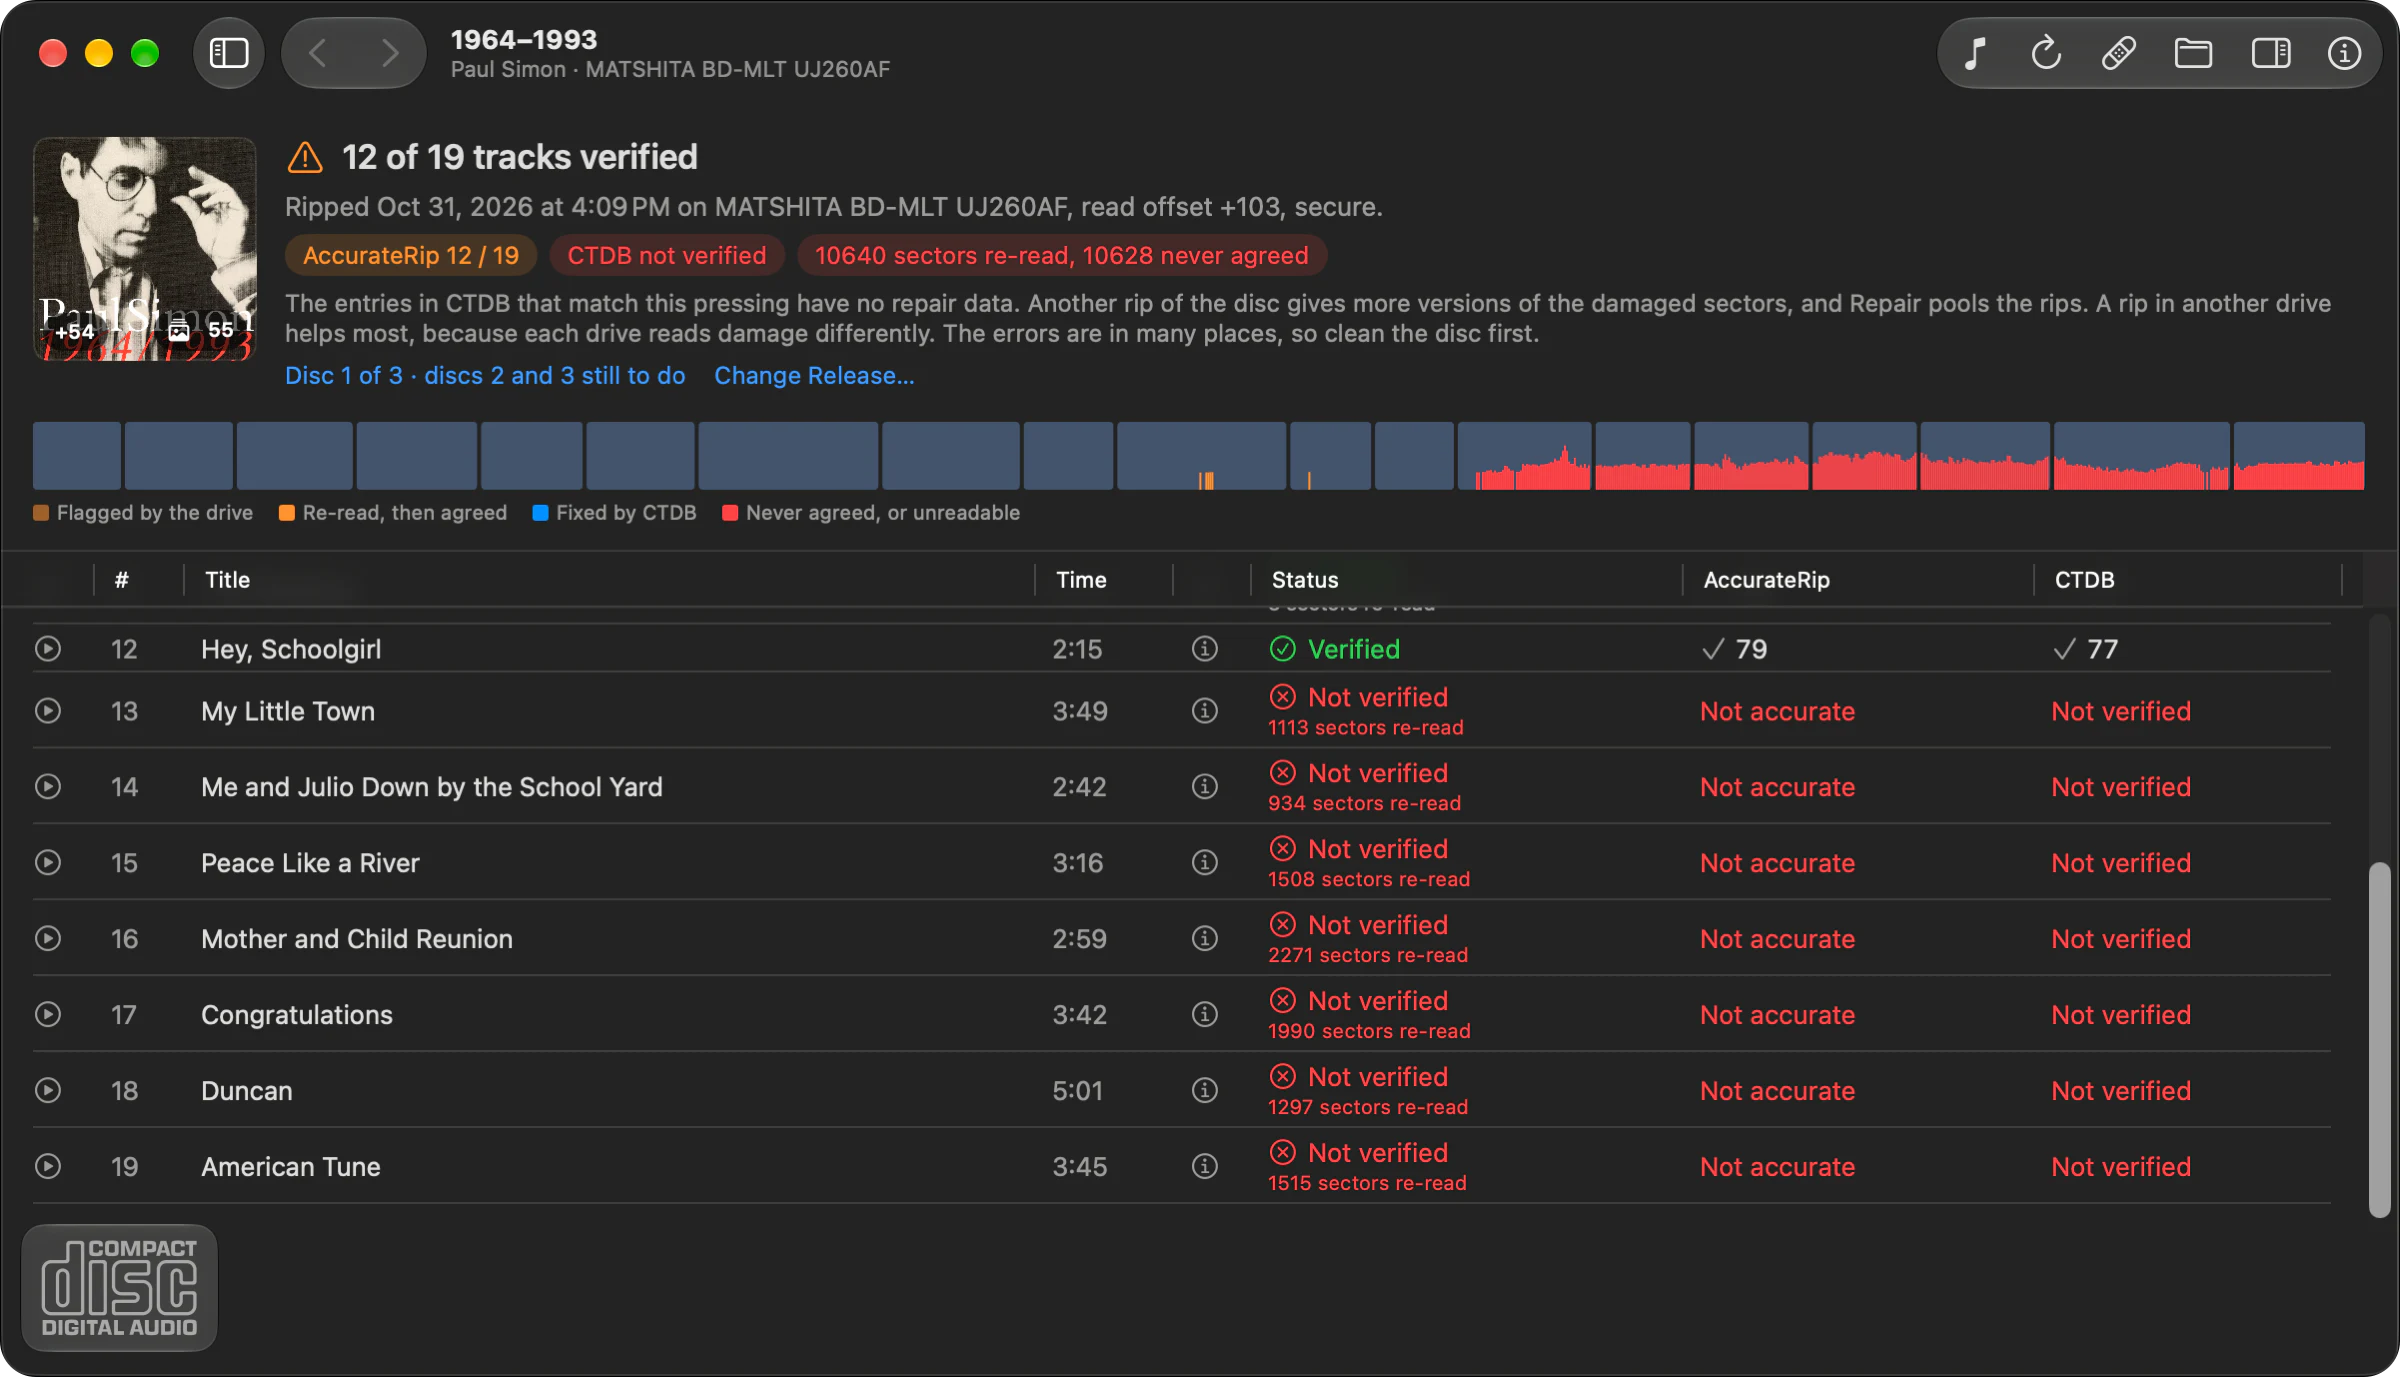 1964–1993
Paul Simon · MATSHITA BD-MLT UJ260AF
12 of 19 tracks verified
Ripped Oct 31, 2026 at 4:09 PM on MATSHITA BD-MLT UJ260AF, read offset +103, secure.
AccurateRip 12 / 19
CTDB not verified
10640 sectors re-read, 10628 never agreed
The entries in CTDB that match this pressing have no repair data. Another rip of the disc gives more versions of the damaged sectors, and Repair pools the rips. A rip in another drive
helps most, because each drive reads damage differently. The errors are in many places, so clean the disc first.
Disc 1 of 3 · discs 2 and 3 still to do Change Release…
Paul Simon
+54 55
1964/1993
Flagged by the drive Re-read, then agreed Fixed by CTDB Never agreed, or unreadable
# Title Time Status AccurateRip CTDB
12 Hey, Schoolgirl 2:15 Verified 79 77
13 My Little Town 3:49 Not verified Not accurate Not verified
1113 sectors re-read
14 Me and Julio Down by the School Yard 2:42 Not verified Not accurate Not verified
934 sectors re-read
15 Peace Like a River 3:16 Not verified Not accurate Not verified
1508 sectors re-read
16 Mother and Child Reunion 2:59 Not verified Not accurate Not verified
2271 sectors re-read
17 Congratulations 3:42 Not verified Not accurate Not verified
1990 sectors re-read
18 Duncan 5:01 Not verified Not accurate Not verified
1297 sectors re-read
19 American Tune 3:45 Not verified Not accurate Not verified
1515 sectors re-read
COMPACT
disc
DIGITAL AUDIO